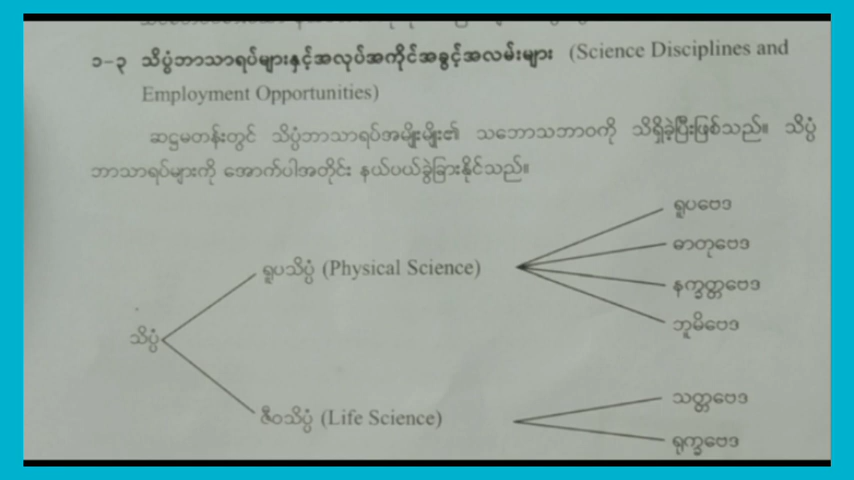 ၁-၃ သိပ္ပံဘာသာရပ်များနှင့်အလုပ်အကိုင်အခွင့်အလမ်းများ (Science Disciplines and
Employment Opportunities)
ဆဋ္ဌမတန်းတွင် သိပ္ပံဘာသာရပ်အမျိုးမျိုး၏ သဘောသဘာဝကို သိရှိခဲ့ပြီးဖြစ်သည်။ သိပ္ပံ
ဘာသာရပ်များကို အောက်ပါအတိုင်း နယ်ပယ်ခွဲခြားနိုင်သည်။
ရူပဗေဒ
ဓာတုဗေဒ
ရူပသိပ္ပံ (Physical Science)
နက္ခတ္တဗေဒ
ဘူမိဗေဒ
သိပ္ပံ
သတ္တဗေဒ
ဇီဝသိပ္ပံ (Life Science)
ရုက္ခဗေဒ